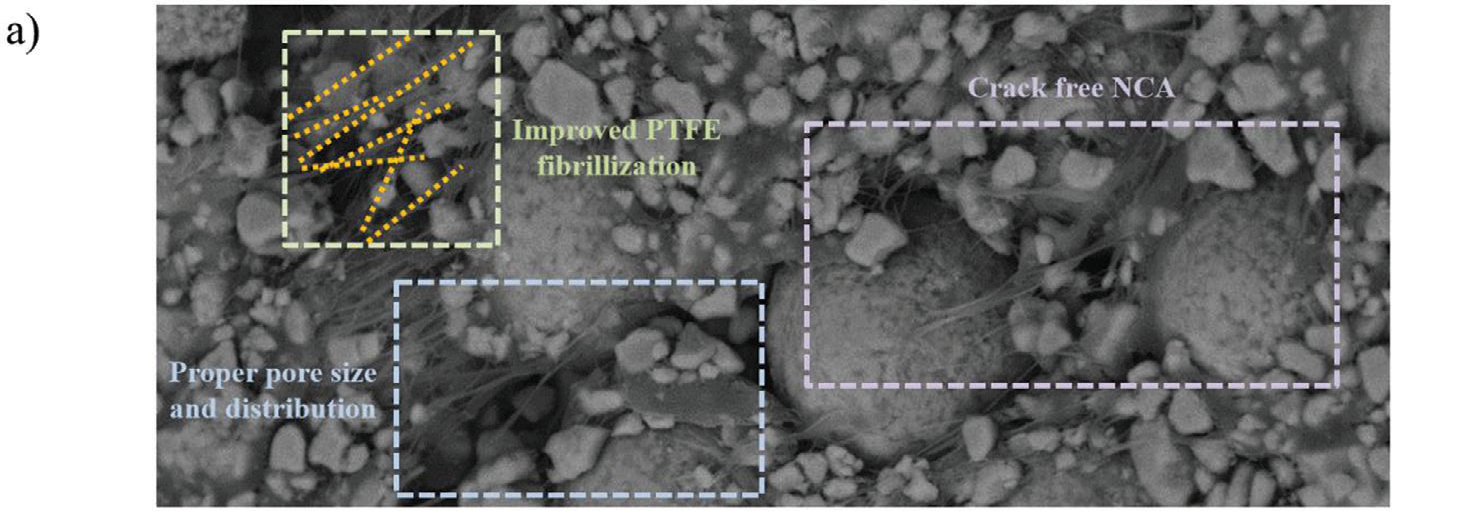 a)
Crack free NCA
Improved PTFE
fibrillization
Proper pore size
and distribution